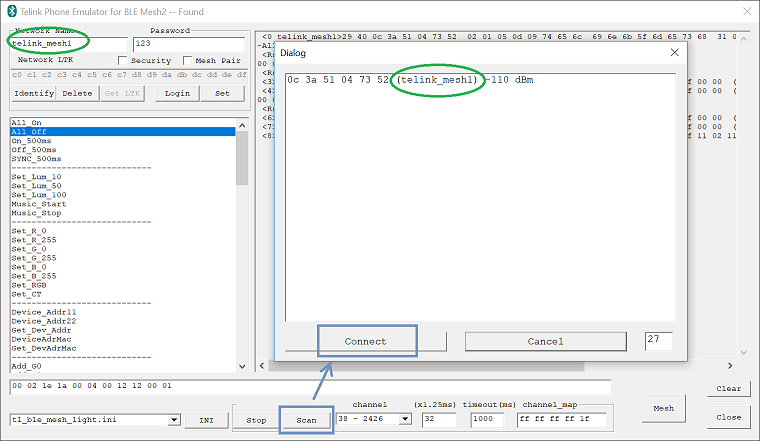 Telink Phone Emulator for BLE Mesh2 -- Found
Network Name
Password
telink_mesh1
123
Network LTK
Security
Mesh Pair
c0 c1 c2 c3 c4 c5 c6 c7 d8 d9 da db dc dd de df
Identify
Delete
Get LTK
Login
Set
All_On
All_Off
On_500ms
Off_500ms
SYNC_500ms
----------------------------
Set_Lum_10
Set_Lum_50
Set_Lum_100
Music_Start
Music_Stop
----------------------------
Set_R_0
Set_R_255
Set_G_0
Set_G_255
Set_B_0
Set_B_255
Set_RGB
Set_CT
----------------------------
Device_Addr11
Device_Addr22
Get_Dev_Addr
DeviceAdrMac
Get_DevAdrMac
----------------------------
Add_G0
<0 telink_mesh1>29 40 0c 3a 51 04 73 52 02 01 05 0d 09 74 65 6c 69 6e 6b 5f 6d 65 73 68 31
Dialog
0c 3a 51 04 73 52 (telink_mesh1) -110 dBm
Connect
Cancel
27
00 02 1e 1a 00 04 00 12 12 00 01
Clear
tl_ble_mesh_light.ini
INI
Stop
Scan
channel
38 - 2426
(x1.25ms)
32
timeout(ms)
1000
channel_map
ff ff ff ff 1f
Mesh
Close